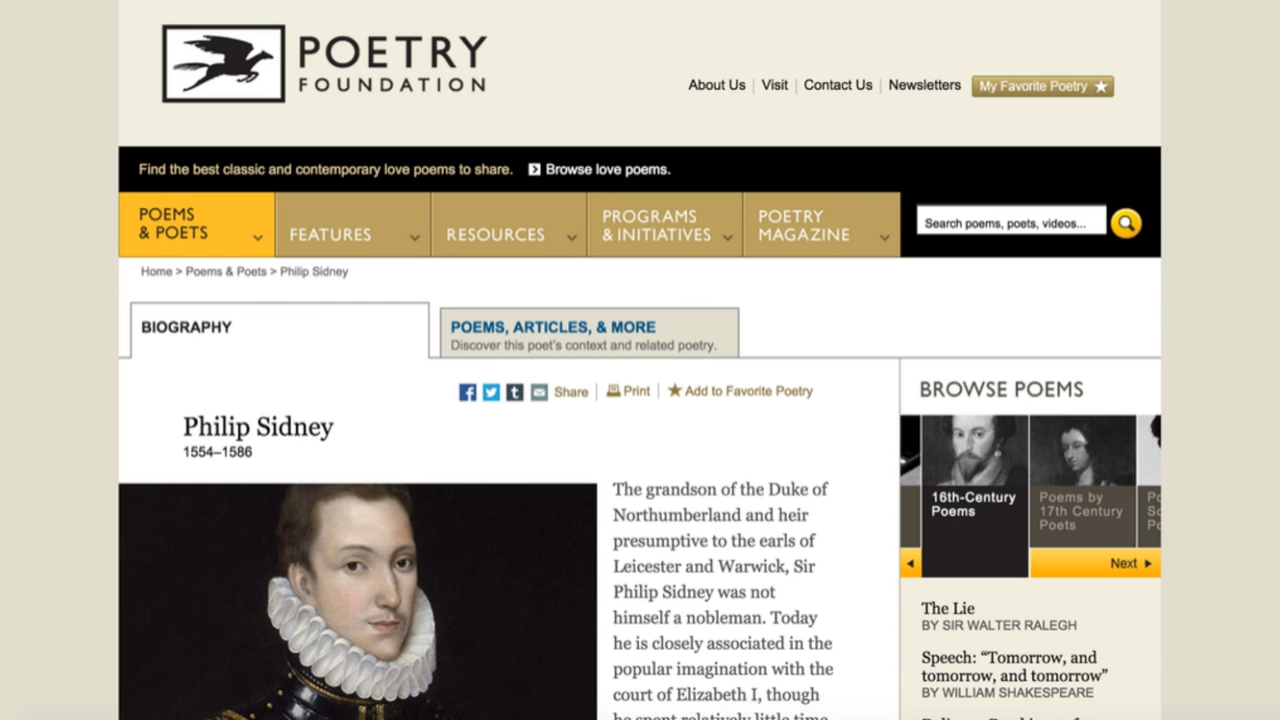 POETRY
FOUNDATION
About Us
Visit
Contact Us
Newsletters
My Favorite Poetry
Find the best classic and contemporary love poems to share.
Browse love poems.
POEMS
& POETS
FEATURES
RESOURCES
PROGRAMS
& INITIATIVES
POETRY
MAGAZINE
Search poems, poets, videos...
Home > Poems & Poets > Philip Sidney
BIOGRAPHY
POEMS, ARTICLES, & MORE
Discover this poet's context and related poetry.
Share
Print
Add to Favorite Poetry
Philip Sidney
1554–1586
The grandson of the Duke of
Northumberland and heir
presumptive to the earls of
Leicester and Warwick, Sir
Philip Sidney was not
himself a nobleman. Today
he is closely associated in the
popular imagination with the
court of Elizabeth I, though
he spent relatively little time
BROWSE POEMS
16th-Century
Poems
Poems by
17th Century
Poets
Next
The Lie
BY SIR WALTER RALEGH
Speech: “Tomorrow, and
tomorrow, and tomorrow”
BY WILLIAM SHAKESPEARE